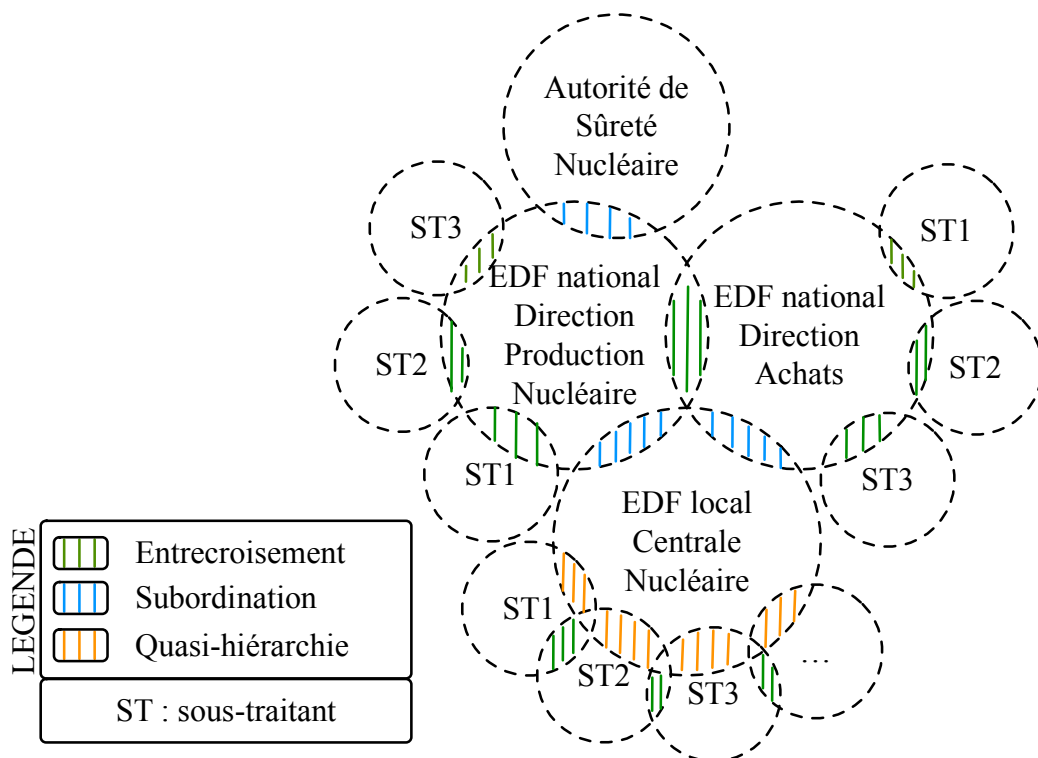 Autorité de
Sûreté
Nucléaire
ST3
ST1
EDF national
Direction
Production
Nucléaire
EDF national
Direction
Achats
ST2
ST2
ST1
ST3
EDF local
Centrale
Nucléaire
ST1
ST2
ST3
...
LEGENDE
Entrecroisement
Subordination
Quasi-hiérarchie
ST : sous-traitant